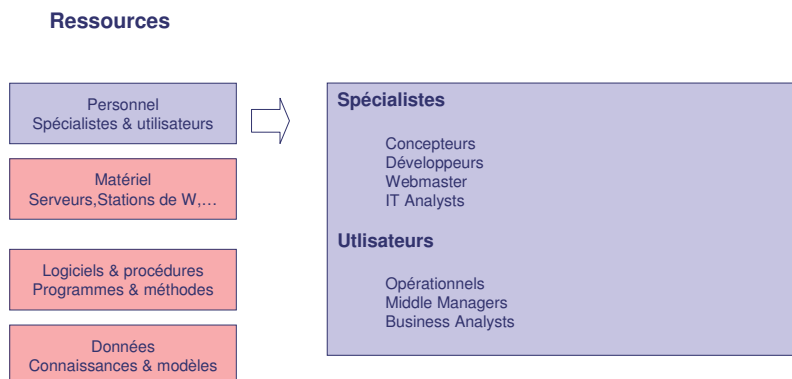 Ressources
Personnel
Spécialistes & utilisateurs
Matériel
Serveurs,Stations de W,…
Logiciels & procédures
Programmes & méthodes
Données
Connaissances & modèles
Spécialistes
Concepteurs
Développeurs
Webmaster
IT Analysts
Utlisateurs
Opérationnels
Middle Managers
Business Analysts